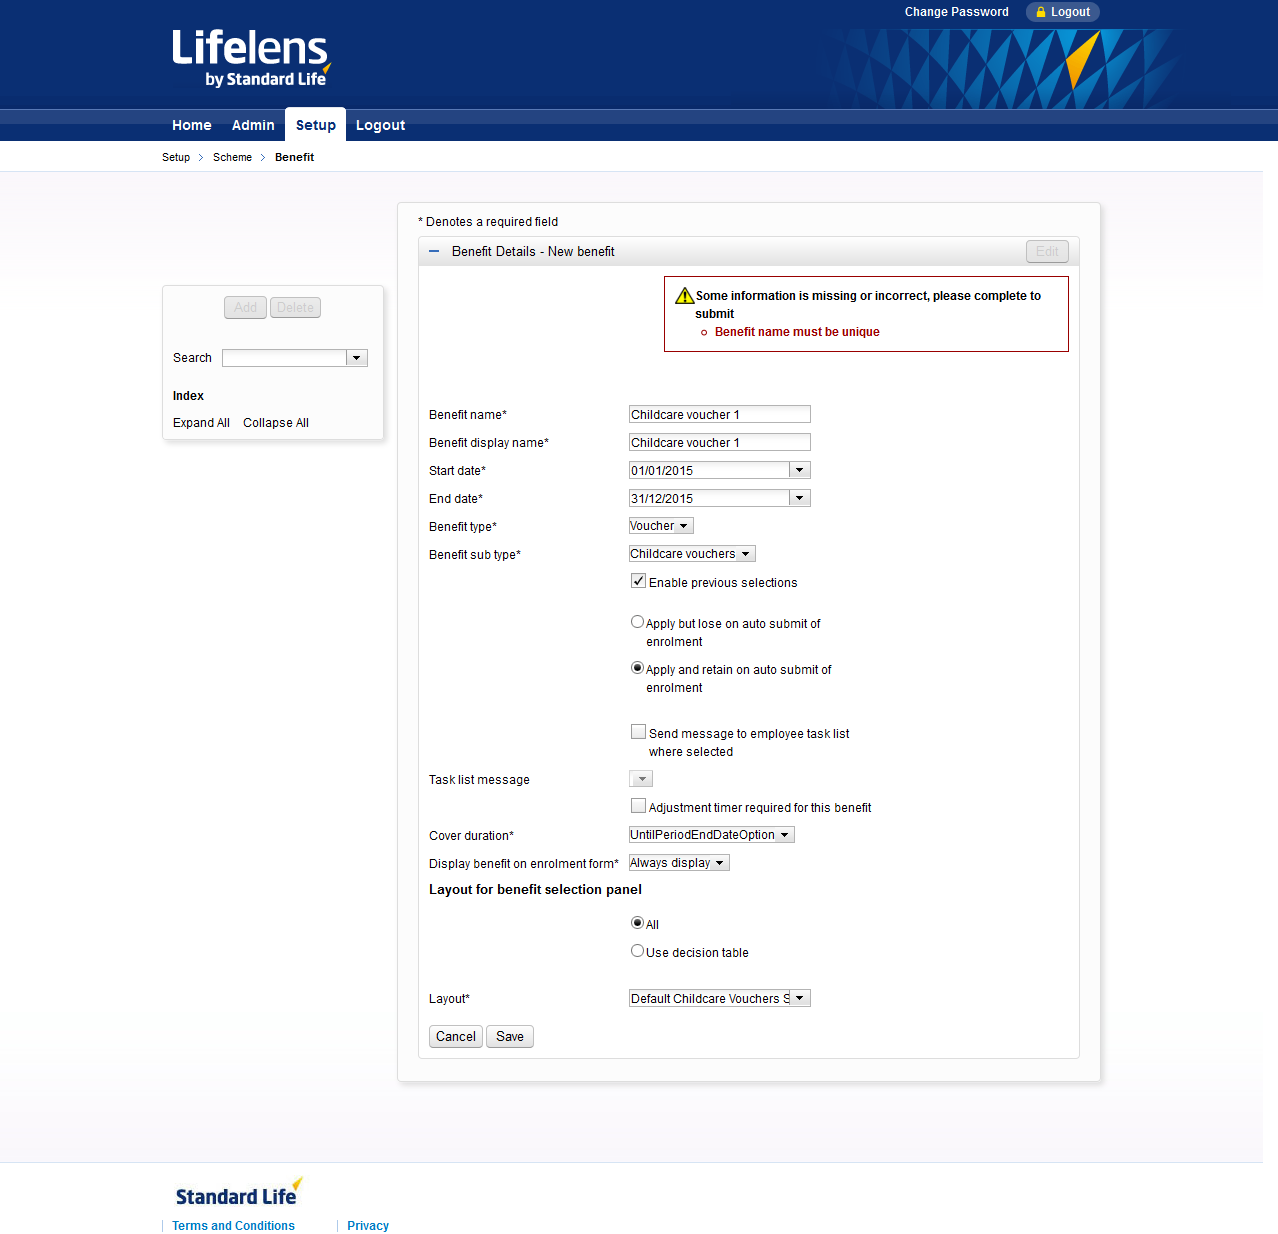 Change Password
Logout
Lifelens
by Standard Life
Home Admin Setup Logout
Setup > Scheme > Benefit
* Denotes a required field
Benefit Details - New benefit
Edit
Some information is missing or incorrect, please complete to
submit
Benefit name must be unique
Add Delete
Search
Index
Expand All Collapse All
Benefit name* Childcare voucher 1
Benefit display name* Childcare voucher 1
Start date* 01/01/2015
End date* 31/12/2015
Benefit type* Voucher
Benefit sub type* Childcare vouchers
Enable previous selections
Apply but lose on auto submit of
enrolment
Apply and retain on auto submit of
enrolment
Send message to employee task list
where selected
Task list message
Adjustment timer required for this benefit
Cover duration* UntilPeriodEndDateOption
Display benefit on enrolment form* Always display
Layout for benefit selection panel
All
Use decision table
Layout* Default Childcare Vouchers S
Cancel Save
Standard Life
Terms and Conditions
Privacy